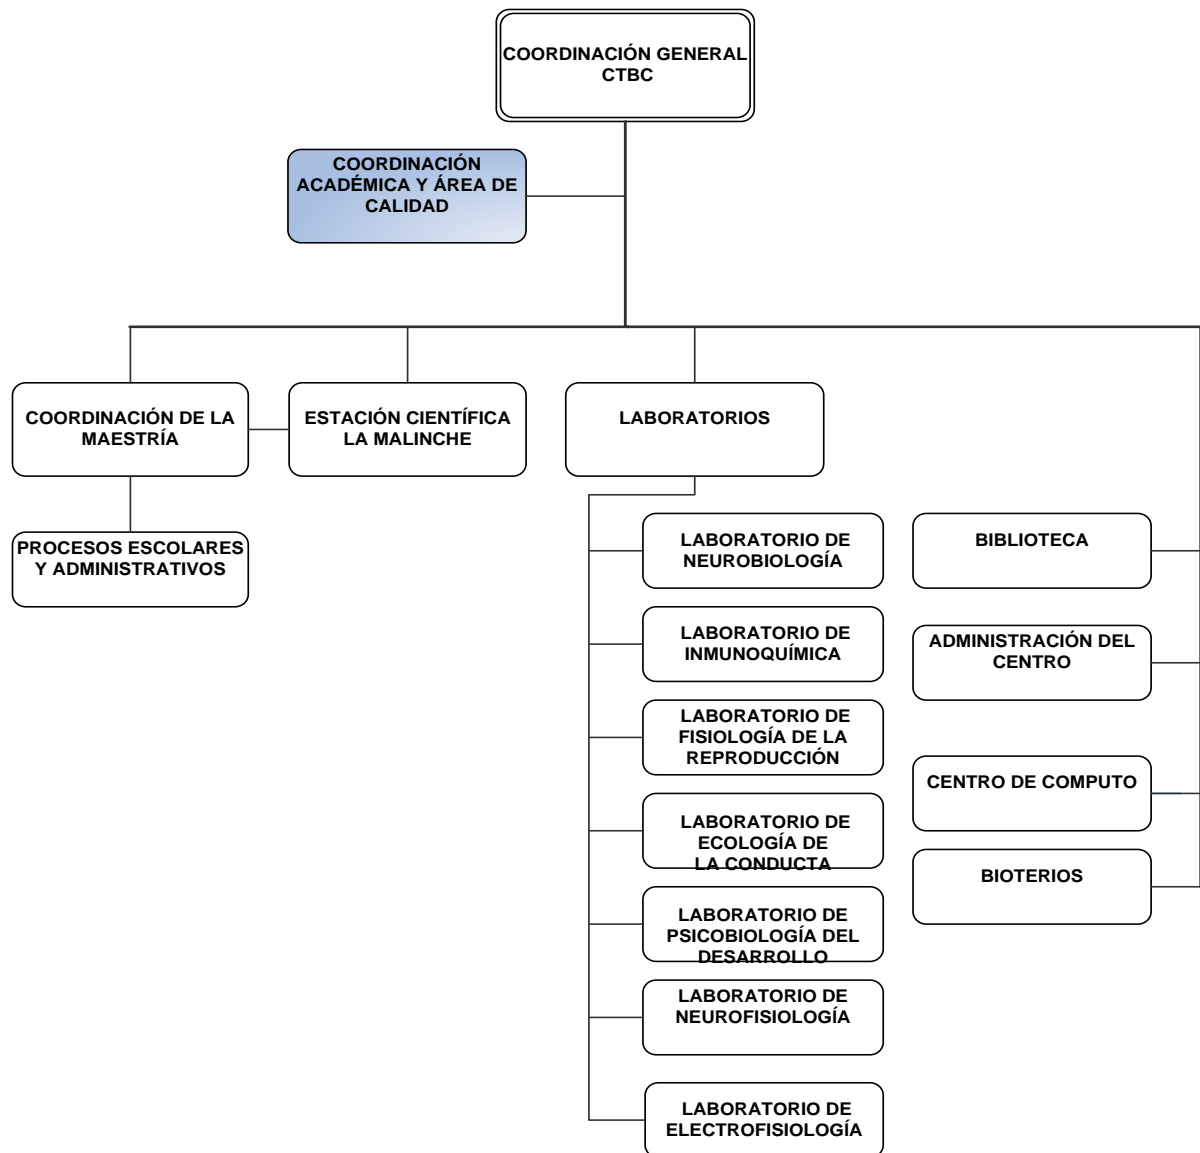 COORDINACIÓN GENERAL
CTBC
COORDINACIÓN
ACADÉMICA Y ÁREA DE
CALIDAD
COORDINACIÓN DE LA
MAESTRÍA
ESTACIÓN CIENTÍFICA
LA MALINCHE
LABORATORIOS
PROCESOS ESCOLARES
Y ADMINISTRATIVOS
LABORATORIO DE
NEUROBIOLOGÍA
LABORATORIO DE
INMUNOQUÍMICA
LABORATORIO DE
FISIOLOGÍA DE LA
REPRODUCCIÓN
LABORATORIO DE
ECOLOGÍA DE
LA CONDUCTA
LABORATORIO DE
PSICOBIOLOGÍA DEL
DESARROLLO
LABORATORIO DE
NEUROFISIOLOGÍA
LABORATORIO DE
ELECTROFISIOLOGÍA
BIBLIOTECA
ADMINISTRACIÓN DEL
CENTRO
CENTRO DE COMPUTO
BIOTERIOS